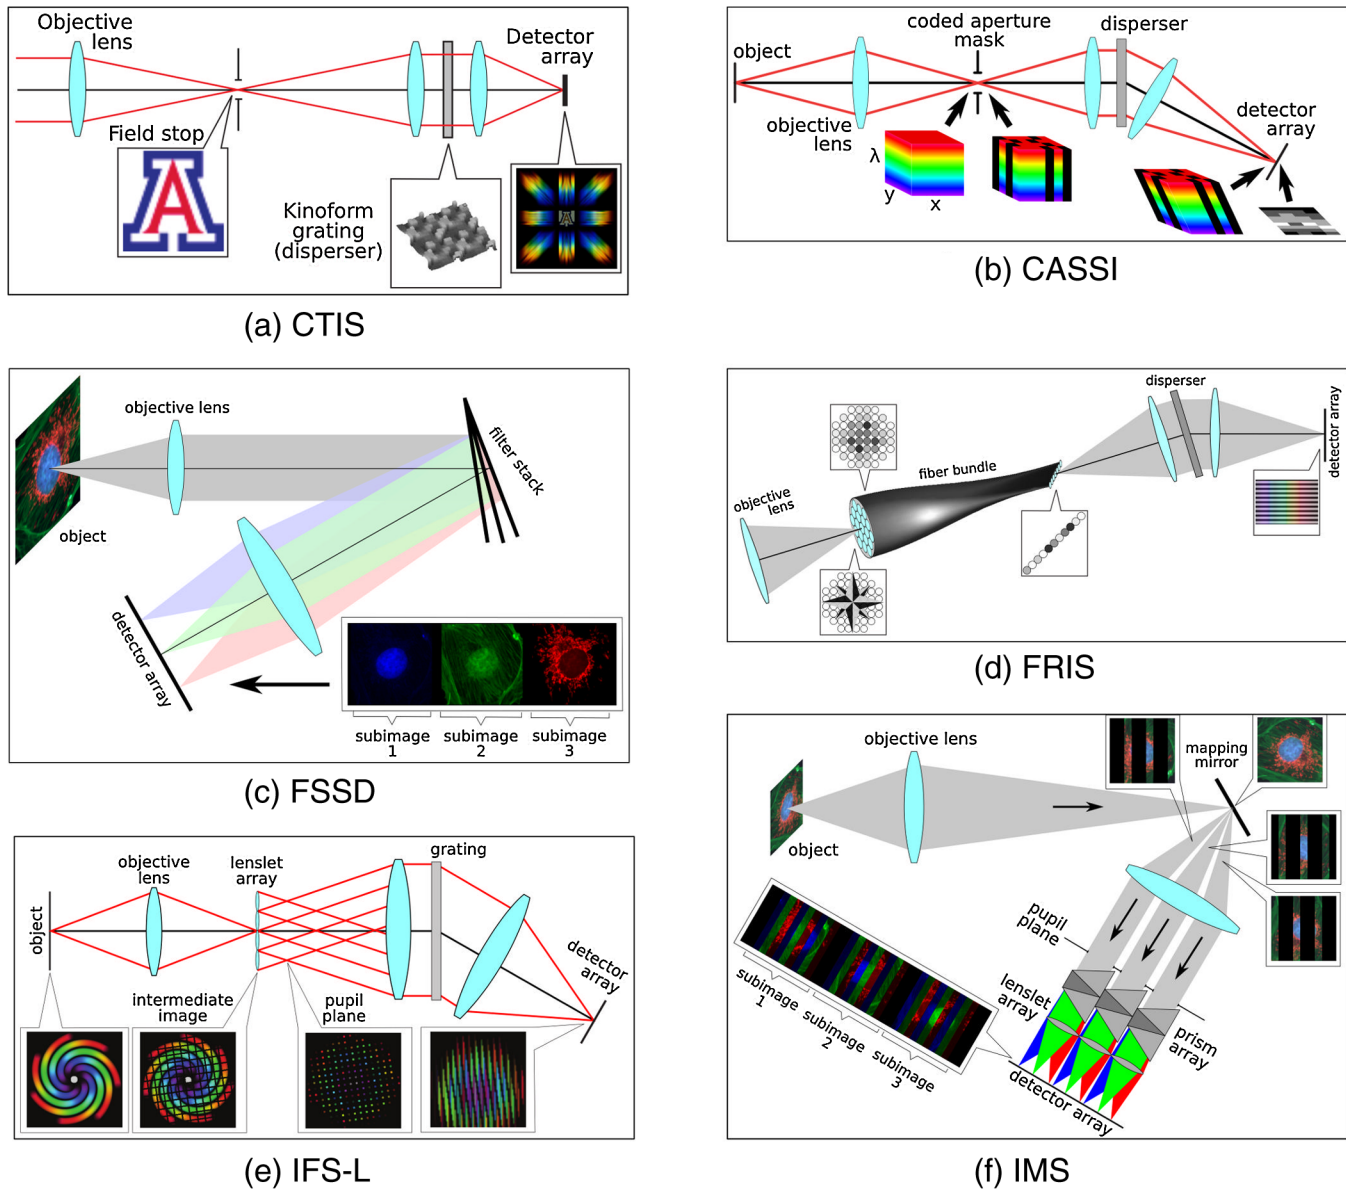 Objective
lens
Field stop
A
Kinoform
grating
(disperser)
Detector
array
(a) CTIS
object
objective
lens
coded aperture
mask
disperser
λ
y
x
detector
array
(b) CASSI
objective lens
object
filter stack
detector array
subimage
1
subimage
2
subimage
3
(c) FSSD
objective
lens
fiber bundle
disperser
detector array
(d) FRIS
object
objective
lens
lenslet
array
grating
detector
array
intermediate
image
pupil
plane
(e) IFS-L
objective lens
object
mapping
mirror
pupil
plane
lenslet
array
prism
array
detector array
subimage
1
subimage
2
subimage
3
(f) IMS